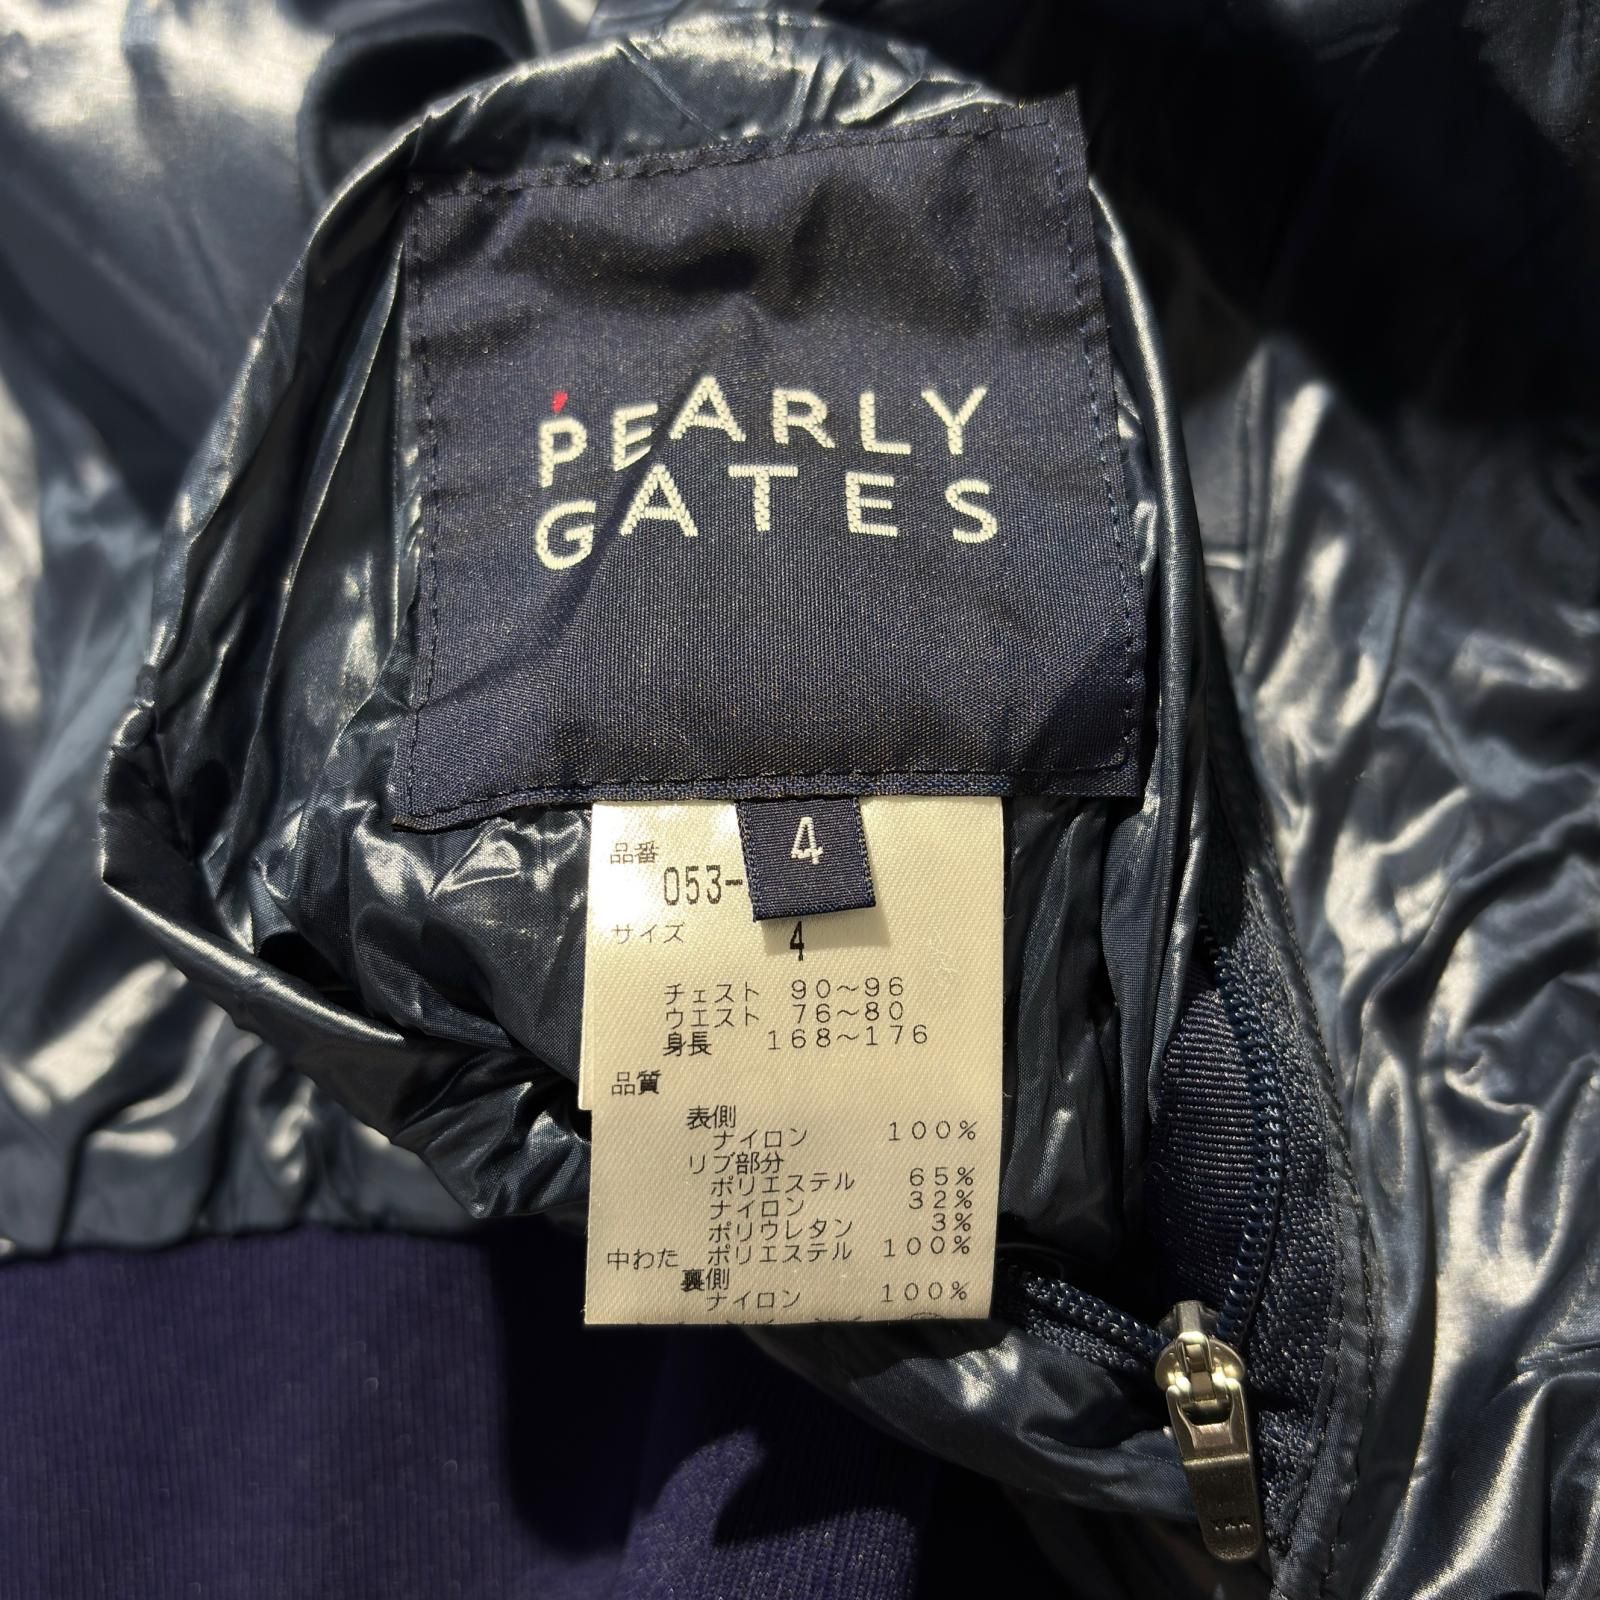 PEARLY
GATES
4
品番
053-
サイズ 4
チェスト 90〜96
ウエスト 76〜80
身長 168〜176
品質
表側
ナイロン 100%
リブ部分
ポリエステル 65%
ナイロン 32%
ポリウレタン 3%
中わた ポリエステル 100%
裏側
ナイロン 100%
YKK